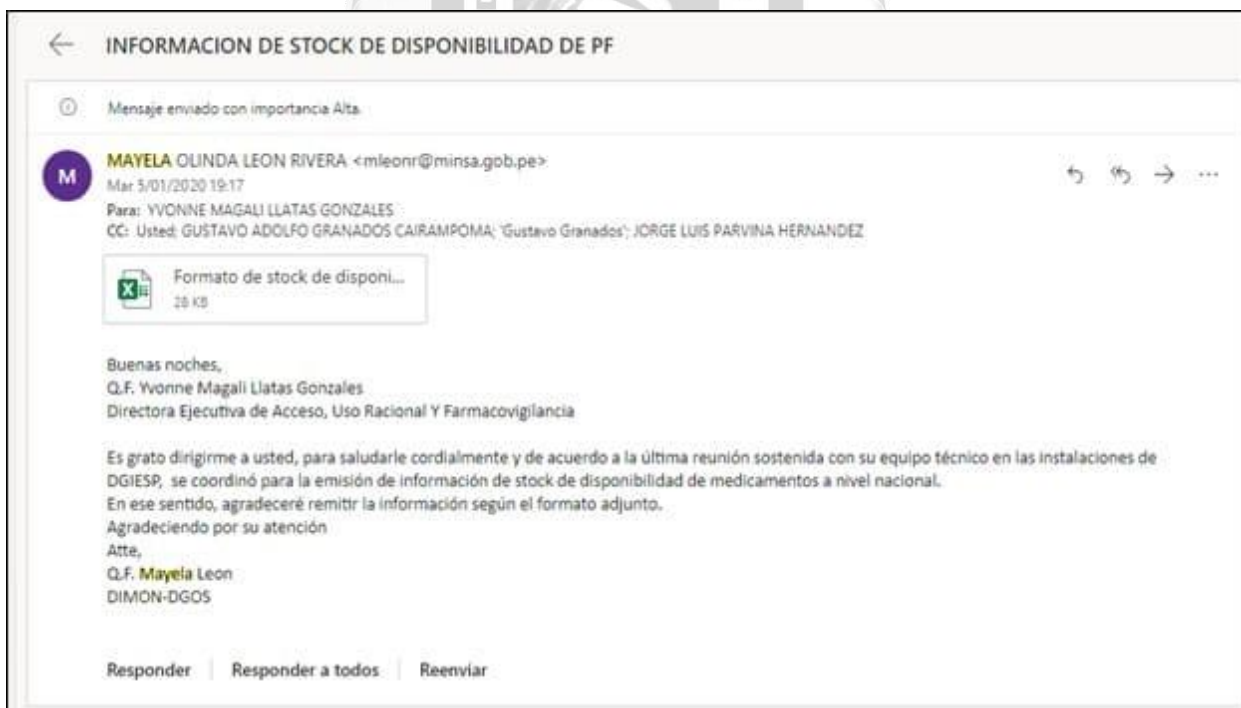 INFORMACION DE STOCK DE DISPONIBILIDAD DE PF
Mensaje enviado con importancia Alta.
M
MAYELA OLINDA LEON RIVERA <mleonr@minsa.gob.pe>
Mar 5/01/2020 19:17
Para: YVONNE MAGALI LLATAS GONZALES
CC: Usted; GUSTAVO ADOLFO GRANADOS CAIRAMPOMA; 'Gustavo Granados'; JORGE LUIS PARVINA HERNANDEZ
Formato de stock de disponi...
28 KB
Buenas noches,
Q.F. Yvonne Magali Llatas Gonzales
Directora Ejecutiva de Acceso, Uso Racional Y Farmacovigilancia
Es grato dirigirme a usted, para saludarle cordialmente y de acuerdo a la última reunión sostenida con su equipo técnico en las instalaciones de
DGIESP, se coordinó para la emisión de información de stock de disponibilidad de medicamentos a nivel nacional.
En ese sentido, agradeceré remitir la información según el formato adjunto.
Agradeciendo por su atención
Atte,
Q.F. Mayela Leon
DIMON-DGOS
Responder
Responder a todos
Reenviar